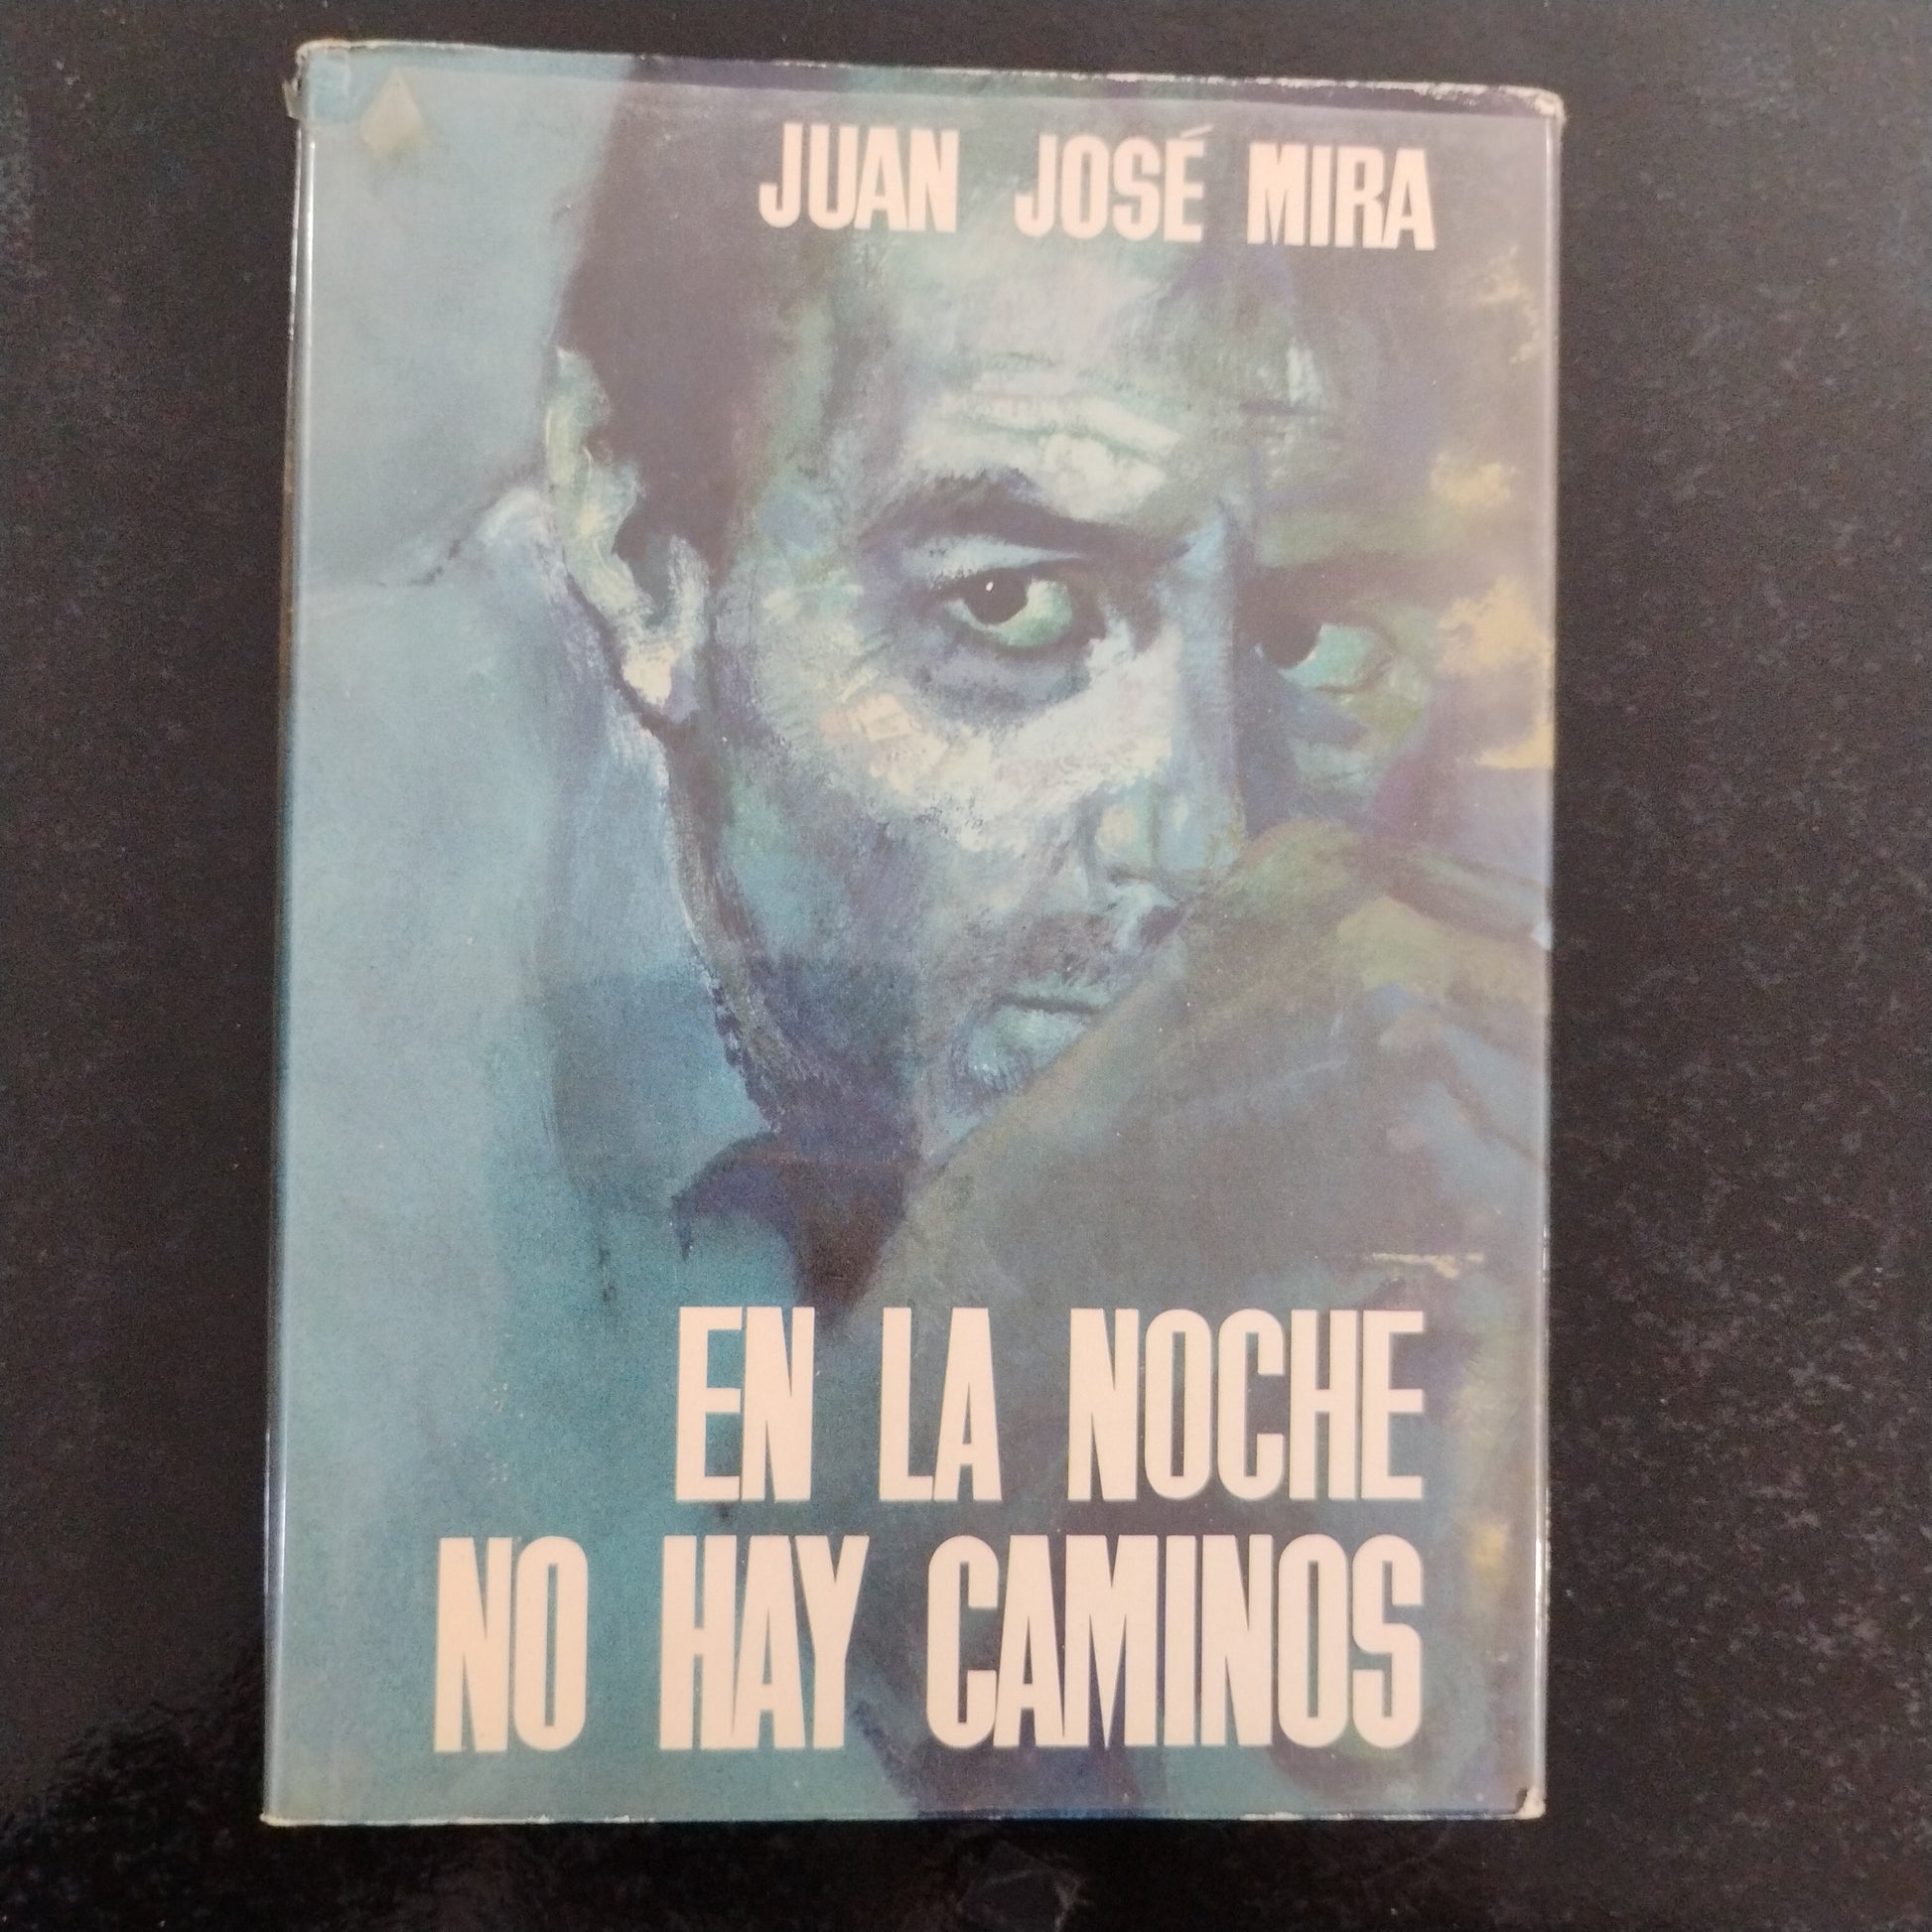 JUAN JOSÉ MIRA
EN LA NOCHE
NO HAY CAMINOS